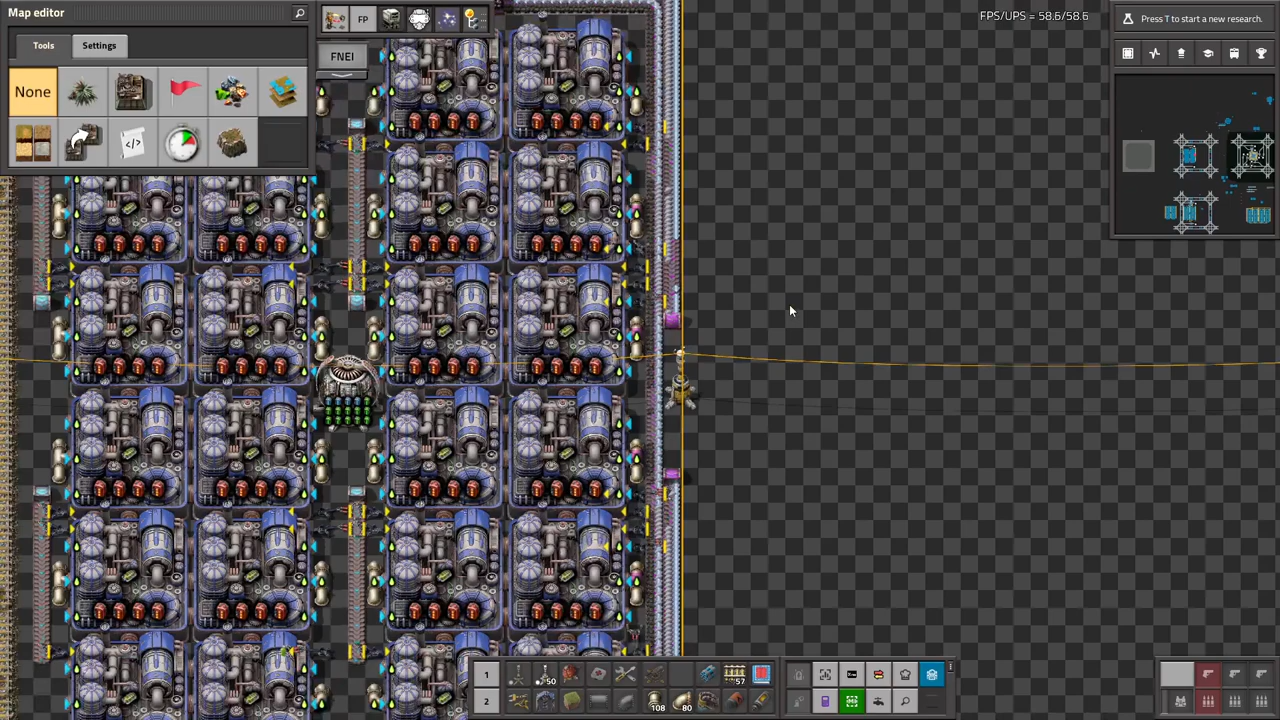 Map editor
FP
FPS/UPS = 58.6/58.6
Press T to start a new research.
Tools
Settings
FNEI
None
</>
1
50
57
2
108
80